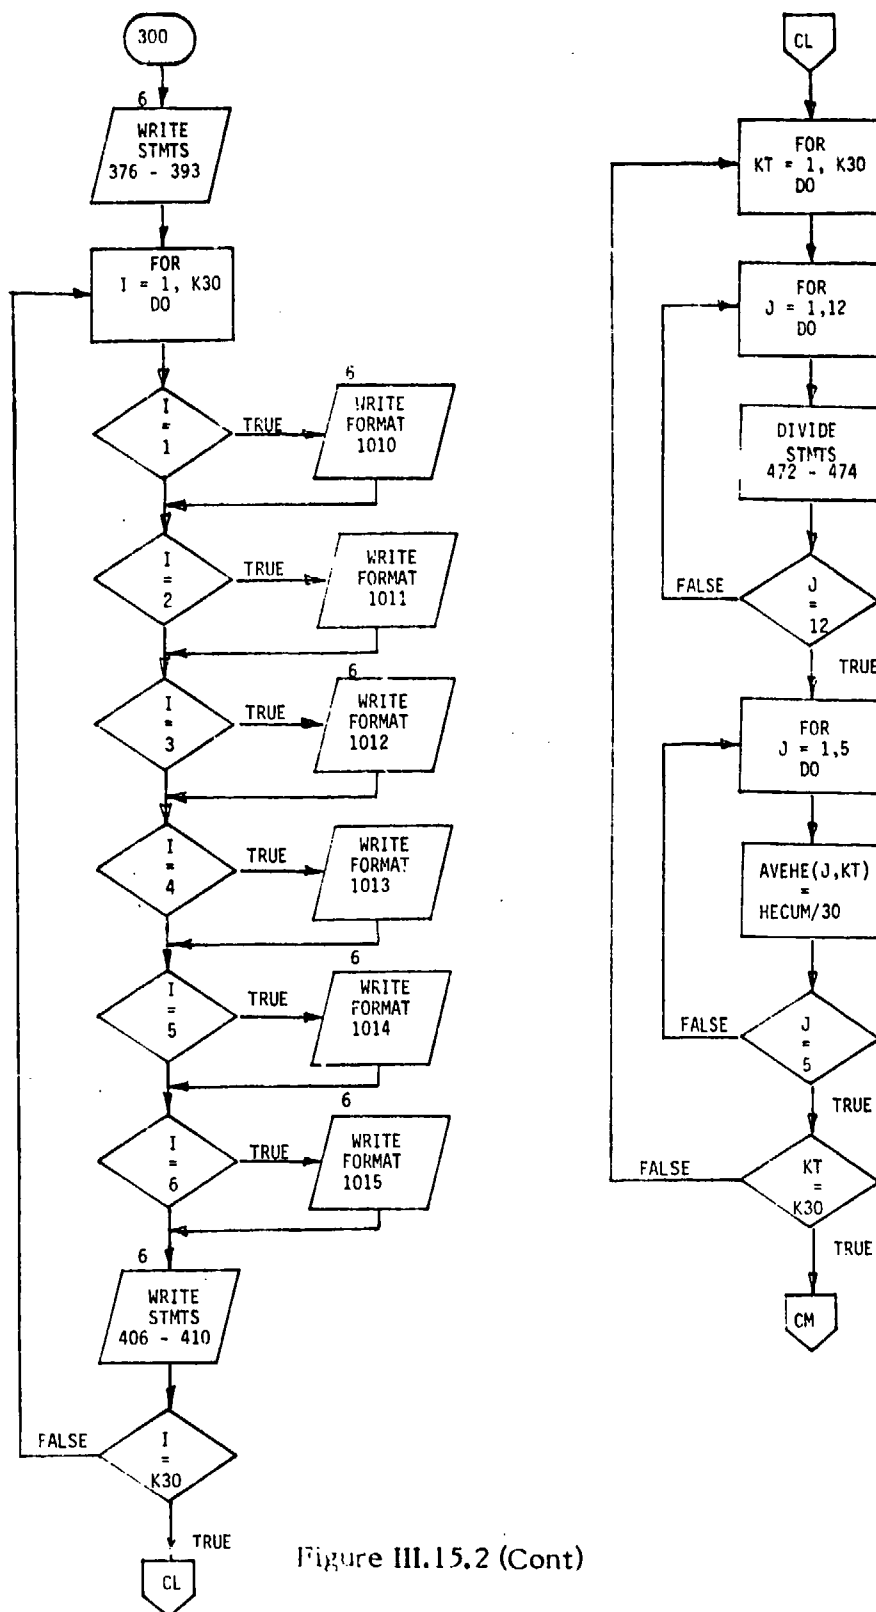 300
6
WRITE
STMTS
376 - 393
FOR
I = 1, K30
DO
I
=
1
TRUE
6
WRITE
FORMAT
1010
I
=
2
TRUE
WRITE
FORMAT
1011
I
=
3
TRUE
6
WRITE
FORMAT
1012
I
=
4
TRUE
WRITE
FORMAT
1013
I
=
5
TRUE
6
WRITE
FORMAT
1014
I
=
6
TRUE
6
WRITE
FORMAT
1015
6
WRITE
STMTS
406 - 410
I
=
K30
FALSE
TRUE
CL
CL
FOR
KT = 1, K30
DO
FOR
J = 1,12
DO
DIVIDE
STMTS
472 - 474
J
=
12
FALSE
TRUE
FOR
J = 1,5
DO
AVEHE(J,KT)
=
HECUM/30
J
=
5
FALSE
TRUE
KT
=
K30
FALSE
TRUE
CM
Figure III.15.2 (Cont)